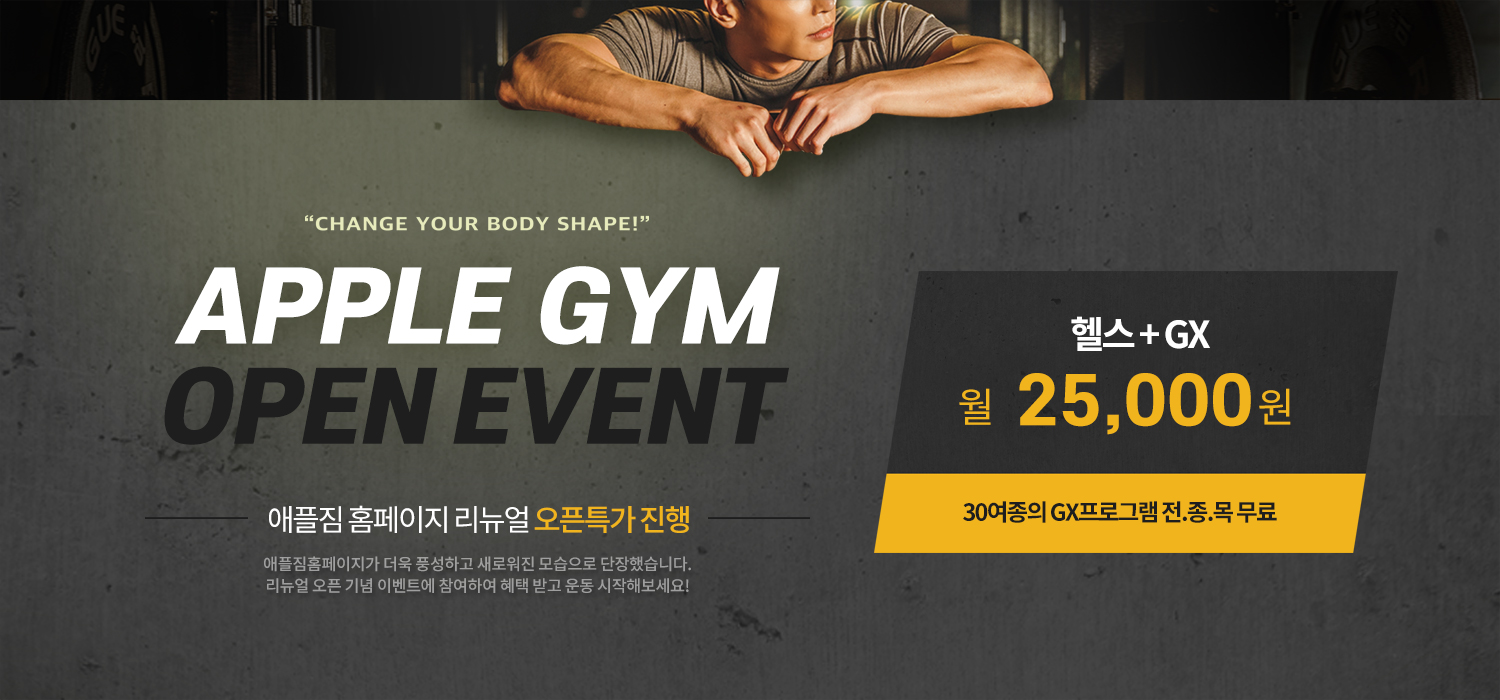 “CHANGE YOUR BODY SHAPE!”
APPLE GYM
OPEN EVENT
애플짐 홈페이지 리뉴얼 오픈특가 진행
애플짐홈페이지가 더욱 풍성하고 새로워진 모습으로 단장했습니다.
리뉴얼 오픈 기념 이벤트에 참여하여 혜택 받고 운동 시작해보세요!
헬스 + GX
월 25,000원
30여종의 GX프로그램 전.종.목 무료